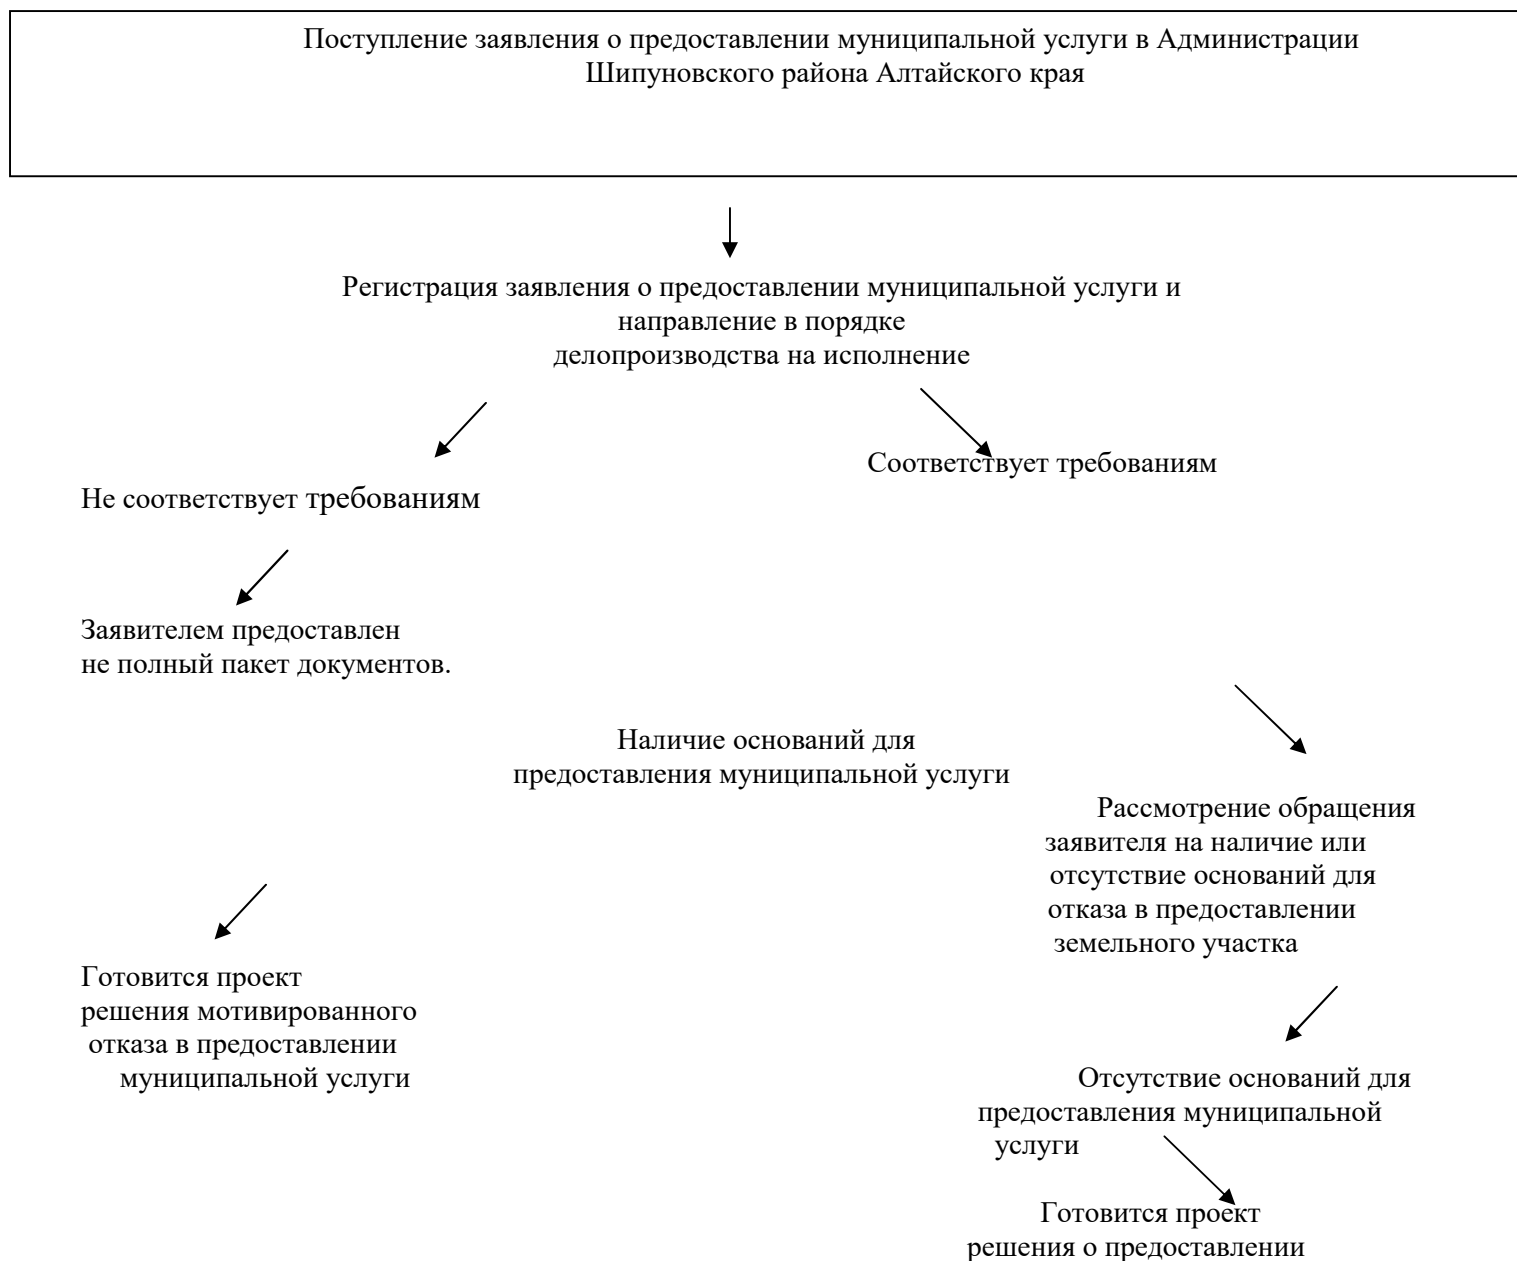 Поступление заявления о предоставлении муниципальной услуги в Администрации
Шипуновского района Алтайского края
Регистрация заявления о предоставлении муниципальной услуги и
направление в порядке
делопроизводства на исполнение
Соответствует требованиям
Не соответствует требованиям
Заявителем предоставлен
не полный пакет документов.
Наличие оснований для
предоставления муниципальной услуги
Рассмотрение обращения
заявителя на наличие или
отсутствие оснований для
отказа в предоставлении
земельного участка
Готовится проект
решения мотивированного
отказа в предоставлении
муниципальной услуги
Отсутствие оснований для
предоставления муниципальной
услуги
Готовится проект
решения о предоставлении